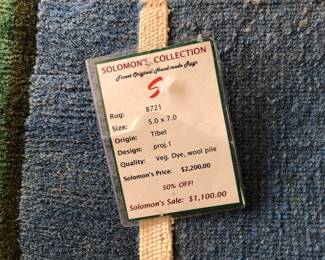 SOLOMON'S COLLECTION
Finest Original Handmade Rugs
S
Rug: 8721
Size: 5.0 x 7.0
Origin: Tibet
Design: proj.1
Quality: Veg. Dye, wool pile
Solomon's Price: $2,200.00
50% OFF!
Solomon's Sale: $1,100.00